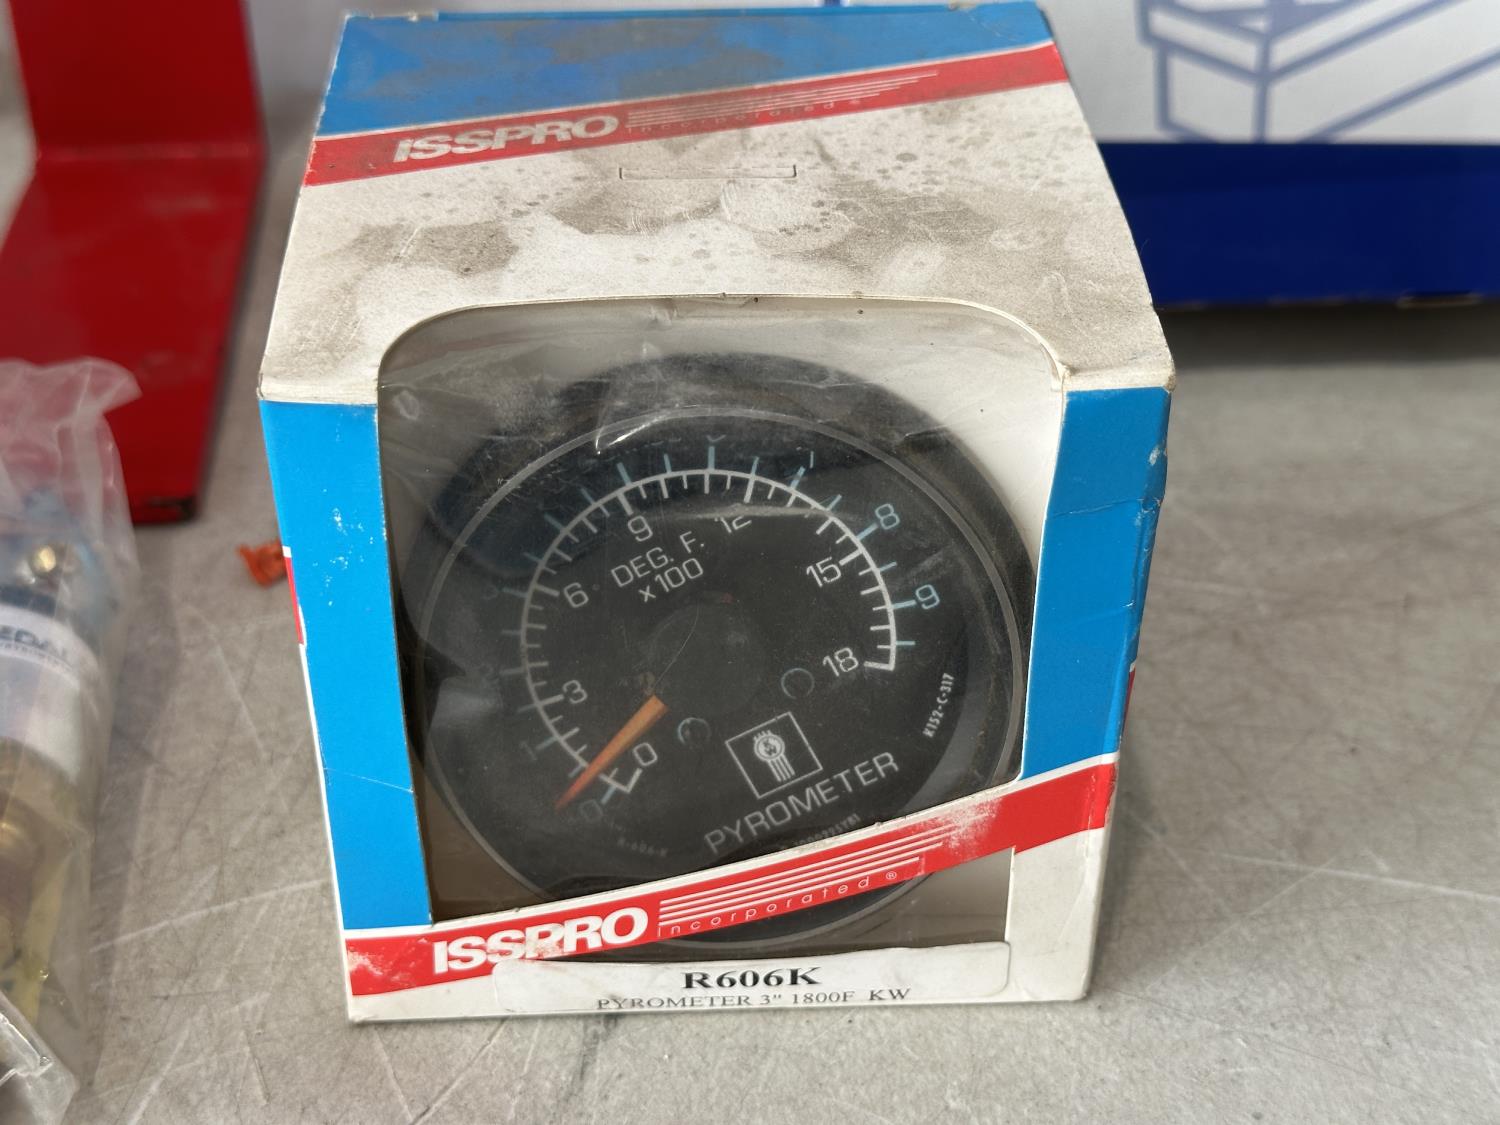 ISSPRO
incorporated ®
9
12
DEG. F.
x100
6
15
8
9
3
18
1
0
0
K152-C-317
PYROMETER
R-606-K
ISSPRO
incorporated ®
R606K
PYROMETER 3" 1800F KW